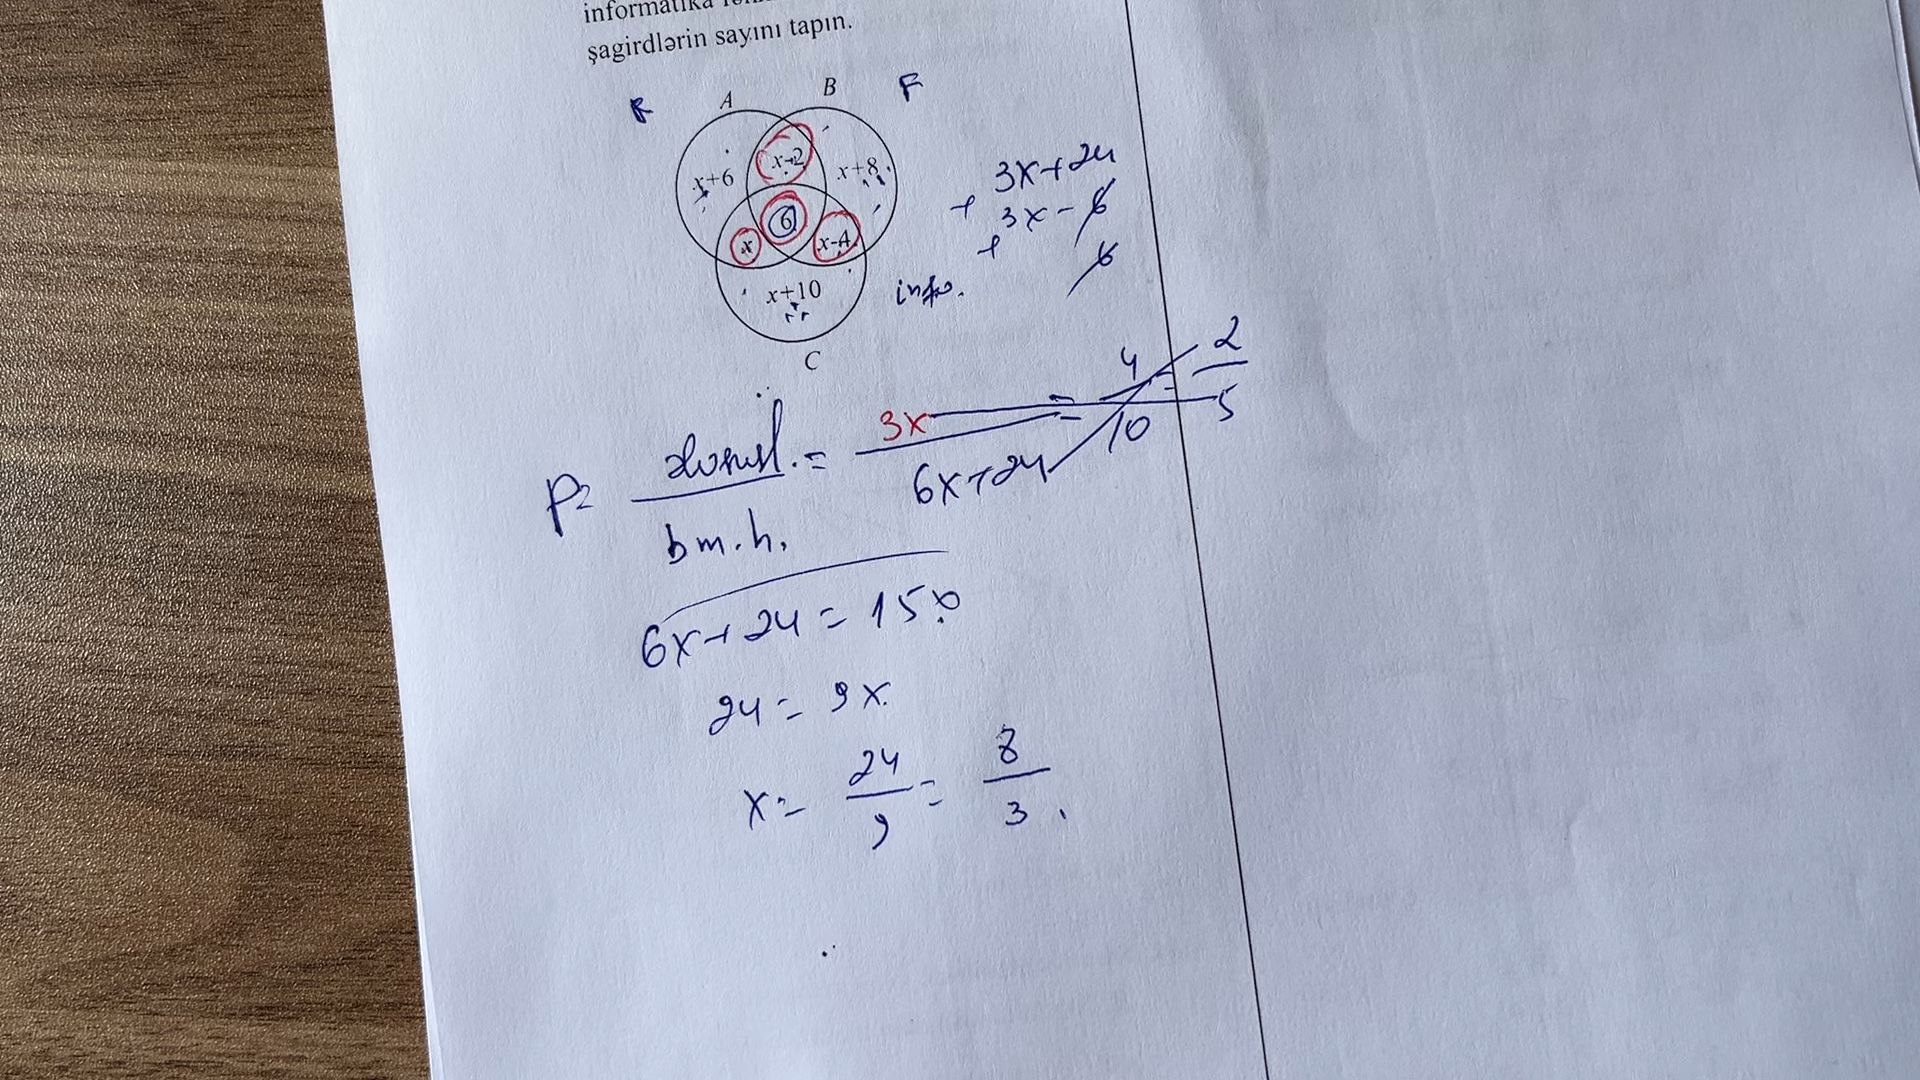 informatika
şagirdlərin sayını tapın.
A B F
x+6 x-2 x+8
6
x x-4
x+10
C
info.
3x+24
+ 3x-6
+ 6
P= = 3x = 4 = 2
bm.h. 6x+24 10 5
6x+24=15x
24=9x.
x= 24 = 8
9 3